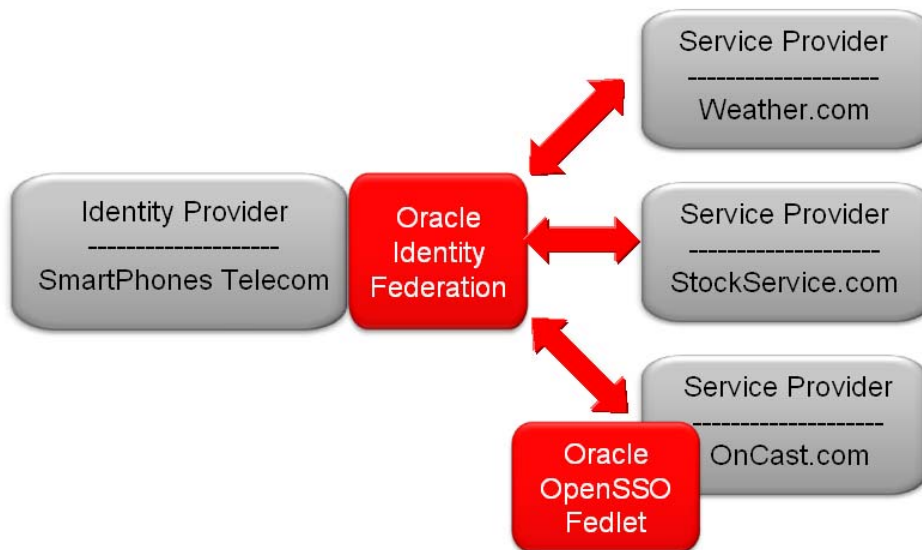 Service Provider
--------------------
Weather.com
Identity Provider
--------------------
SmartPhones Telecom
Oracle
Identity
Federation
Service Provider
--------------------
StockService.com
Service Provider
--------------------
OnCast.com
Oracle
OpenSSO
Fedlet